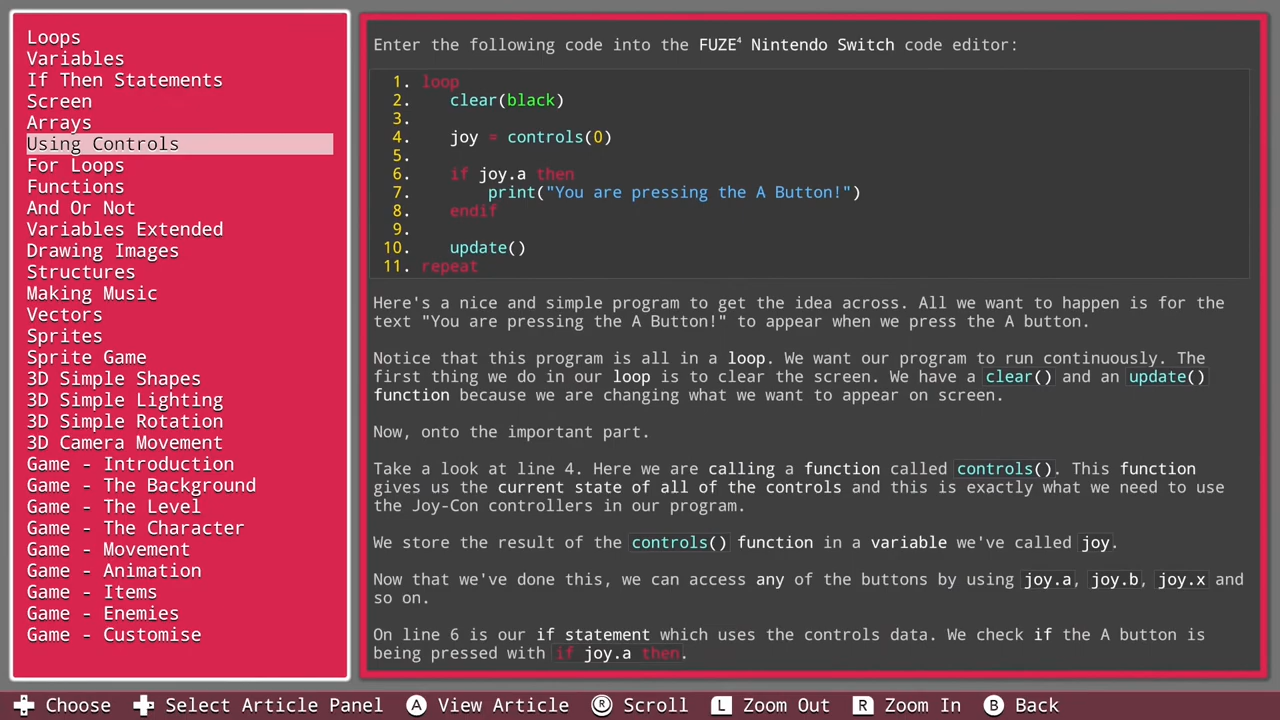 Loops
Variables
If Then Statements
Screen
Arrays
Using Controls
For Loops
Functions
And Or Not
Variables Extended
Drawing Images
Structures
Making Music
Vectors
Sprites
Sprite Game
3D Simple Shapes
3D Simple Lighting
3D Simple Rotation
3D Camera Movement
Game - Introduction
Game - The Background
Game - The Level
Game - The Character
Game - Movement
Game - Animation
Game - Items
Game - Enemies
Game - Customise
Enter the following code into the FUZE⁴ Nintendo Switch code editor:
1. loop
2. clear(black)
3.
4. joy = controls(0)
5.
6. if joy.a then
7. print("You are pressing the A Button!")
8. endif
9.
10. update()
11. repeat
Here's a nice and simple program to get the idea across. All we want to happen is for the
text "You are pressing the A Button!" to appear when we press the A button.
Notice that this program is all in a loop. We want our program to run continuously. The
first thing we do in our loop is to clear the screen. We have a clear() and an update()
function because we are changing what we want to appear on screen.
Now, onto the important part.
Take a look at line 4. Here we are calling a function called controls(). This function
gives us the current state of all of the controls and this is exactly what we need to use
the Joy-Con controllers in our program.
We store the result of the controls() function in a variable we've called joy.
Now that we've done this, we can access any of the buttons by using joy.a, joy.b, joy.x and
so on.
On line 6 is our if statement which uses the controls data. We check if the A button is
being pressed with if joy.a then.
Choose Select Article Panel A View Article R Scroll L Zoom Out R Zoom In B Back